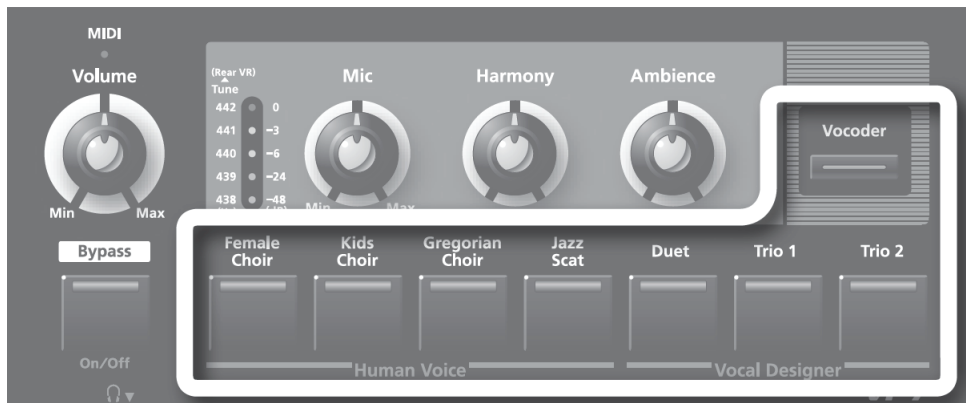 MIDI
Volume
Min Max
(Rear VR)
Tune
442 0
441 -3
440 -6
439 -24
438 -48
Mic
Min Max
Harmony
Ambience
Vocoder
Bypass
On/Off
Female
Choir
Kids
Choir
Gregorian
Choir
Jazz
Scat
Duet
Trio 1
Trio 2
Human Voice
Vocal Designer